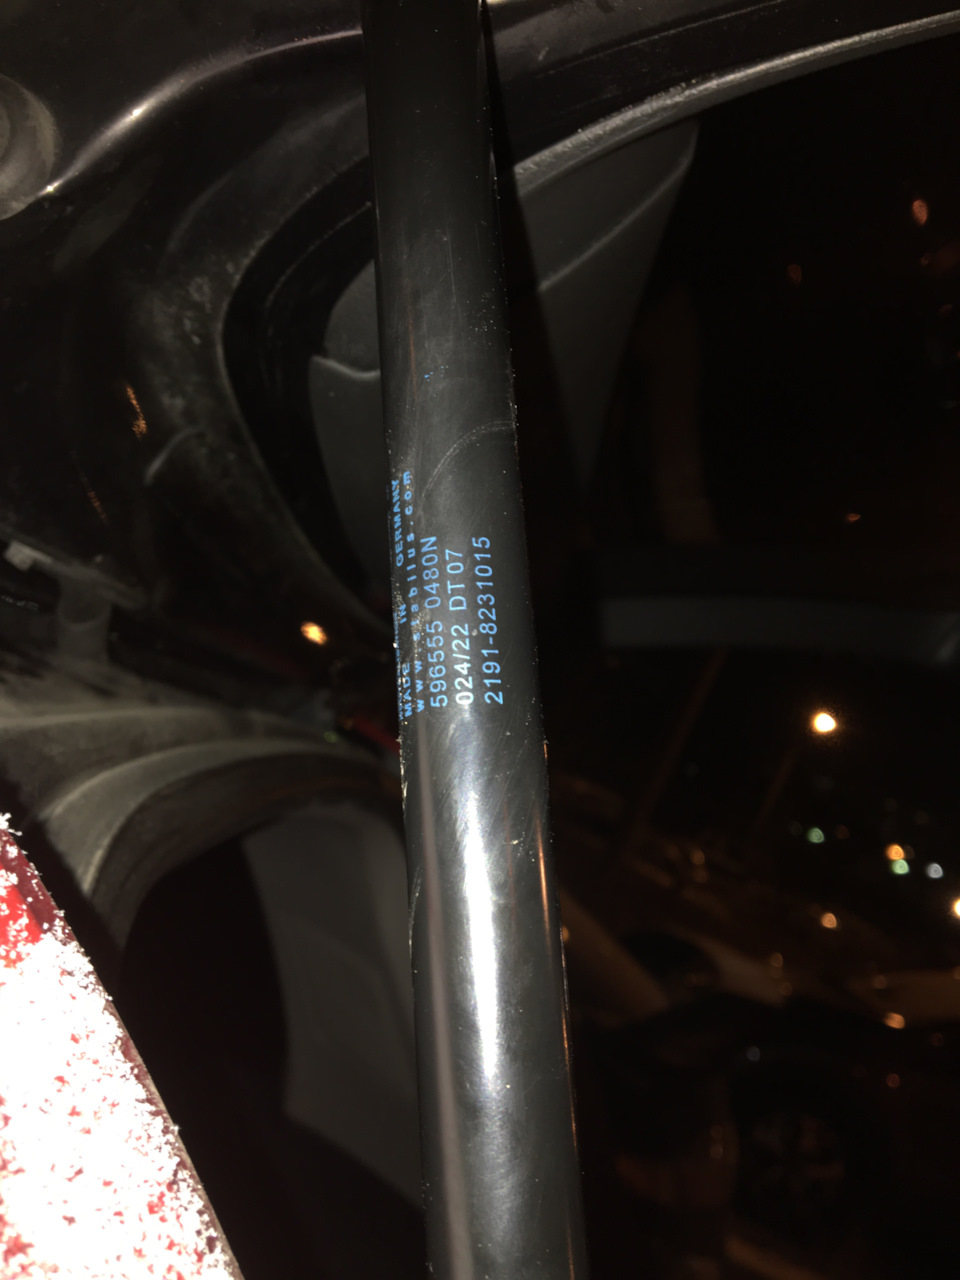 MADE IN GERMANY
www.stabilus.com
596555 0480N
024/22 DT07
2191-8231015